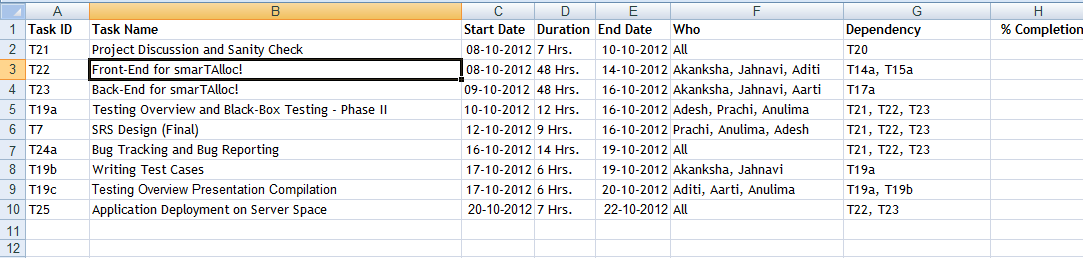 A B C D E F G H
1 Task ID Task Name Start Date Duration End Date Who Dependency % Completion
2 T21 Project Discussion and Sanity Check 08-10-2012 7 Hrs. 10-10-2012 All T20
3 T22 Front-End for smarTAlloc! 08-10-2012 48 Hrs. 14-10-2012 Akanksha, Jahnavi, Aditi T14a, T15a
4 T23 Back-End for smarTAlloc! 09-10-2012 48 Hrs. 16-10-2012 Akanksha, Jahnavi, Aarti T17a
5 T19a Testing Overview and Black-Box Testing - Phase II 10-10-2012 12 Hrs. 16-10-2012 Adesh, Prachi, Anulima T21, T22, T23
6 T7 SRS Design (Final) 12-10-2012 9 Hrs. 16-10-2012 Prachi, Anulima, Adesh T21, T22, T23
7 T24a Bug Tracking and Bug Reporting 16-10-2012 14 Hrs. 19-10-2012 All T21, T22, T23
8 T19b Writing Test Cases 17-10-2012 6 Hrs. 19-10-2012 Akanksha, Jahnavi T19a
9 T19c Testing Overview Presentation Compilation 17-10-2012 6 Hrs. 20-10-2012 Aditi, Aarti, Anulima T19a, T19b
10 T25 Application Deployment on Server Space 20-10-2012 7 Hrs. 22-10-2012 All T22, T23
11
12